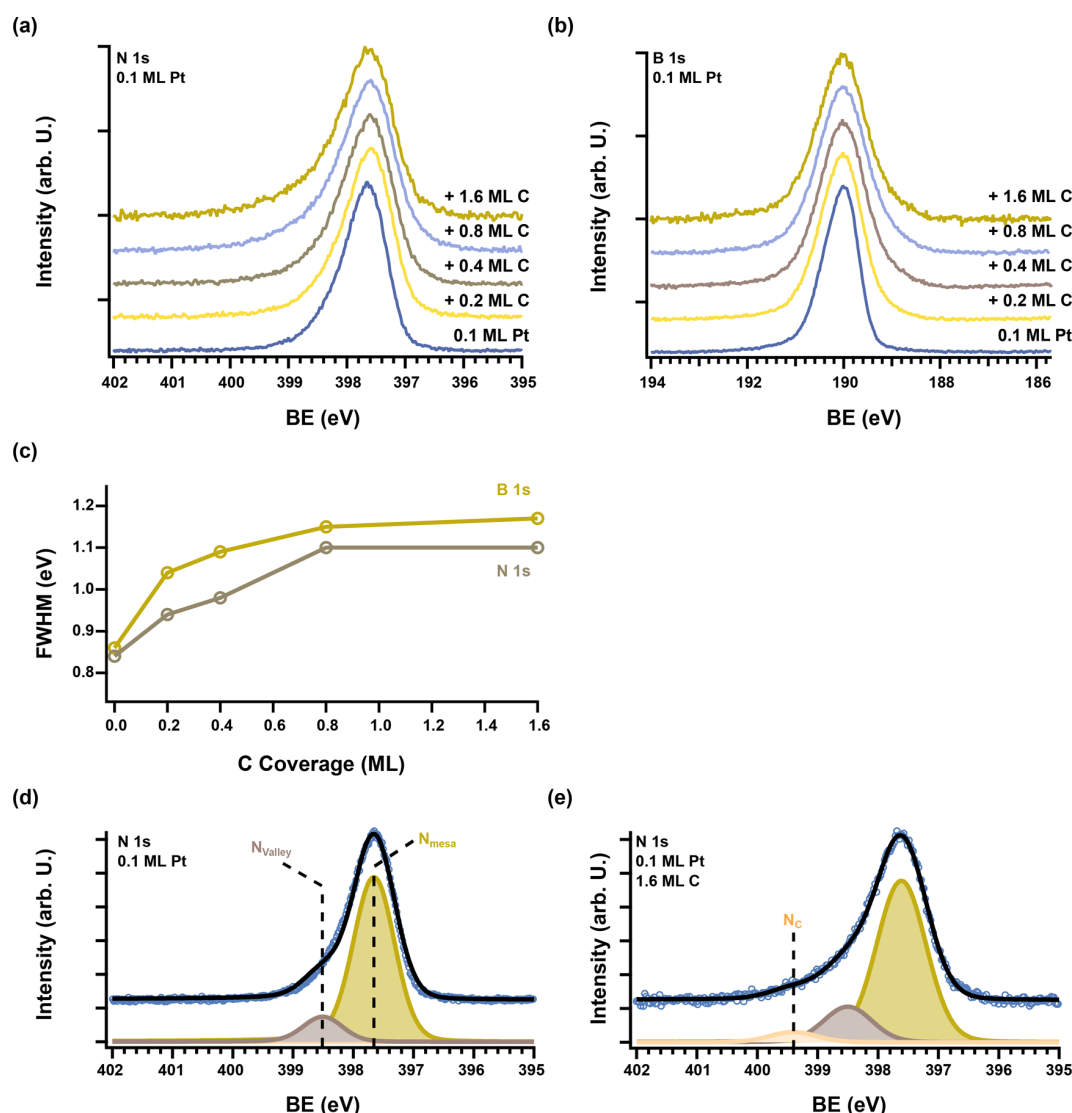 (a)
N 1s
0.1 ML Pt
Intensity (arb. U.)
+ 1.6 ML C
+ 0.8 ML C
+ 0.4 ML C
+ 0.2 ML C
0.1 ML Pt
402 401 400 399 398 397 396 395
BE (eV)
(b)
B 1s
0.1 ML Pt
Intensity (arb. U.)
+ 1.6 ML C
+ 0.8 ML C
+ 0.4 ML C
+ 0.2 ML C
0.1 ML Pt
194 192 190 188 186
BE (eV)
(c)
FWHM (eV)
1.2
1.1
1.0
0.9
0.8
B 1s
N 1s
0.0 0.2 0.4 0.6 0.8 1.0 1.2 1.4 1.6
C Coverage (ML)
(d)
N 1s
0.1 ML Pt
Intensity (arb. U.)
NValley
Nmesa
402 401 400 399 398 397 396 395
BE (eV)
(e)
N 1s
0.1 ML Pt
1.6 ML C
Intensity (arb. U.)
NC
402 401 400 399 398 397 396 395
BE (eV)